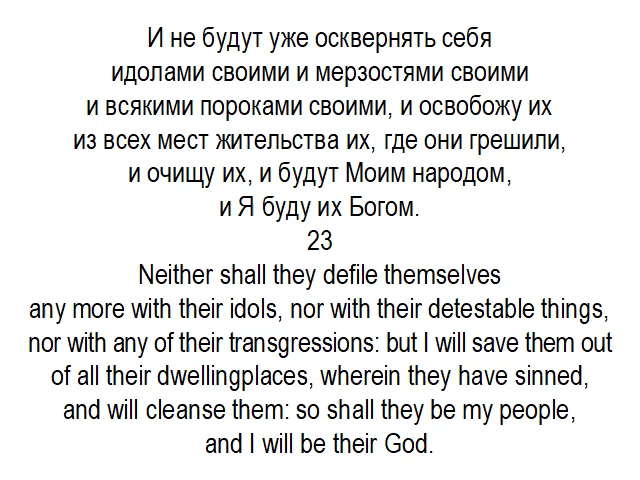 И не будут уже осквернять себя
идолами своими и мерзостями своими
и всякими пороками своими, и освобожу их
из всех мест жительства их, где они грешили,
и очищу их, и будут Моим народом,
и Я буду их Богом.
23
Neither shall they defile themselves
any more with their idols, nor with their detestable things,
nor with any of their transgressions: but I will save them out
of all their dwellingplaces, wherein they have sinned,
and will cleanse them: so shall they be my people,
and I will be their God.